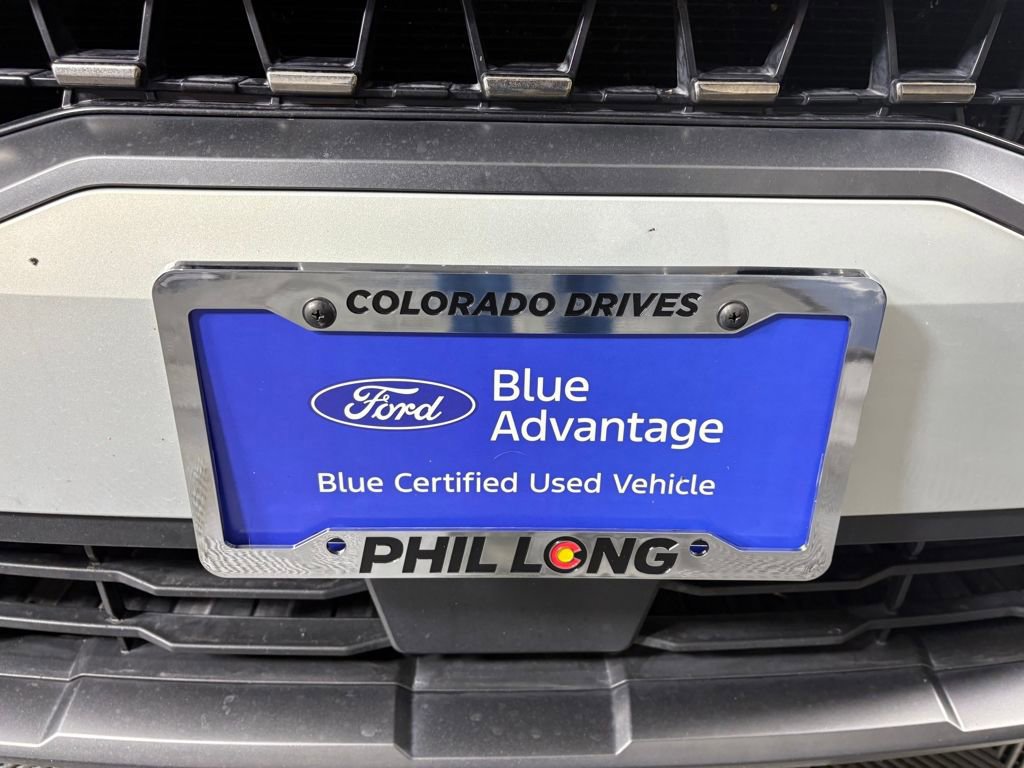 COLORADO DRIVES
Ford
Blue
Advantage
Blue Certified Used Vehicle
PHIL LONG